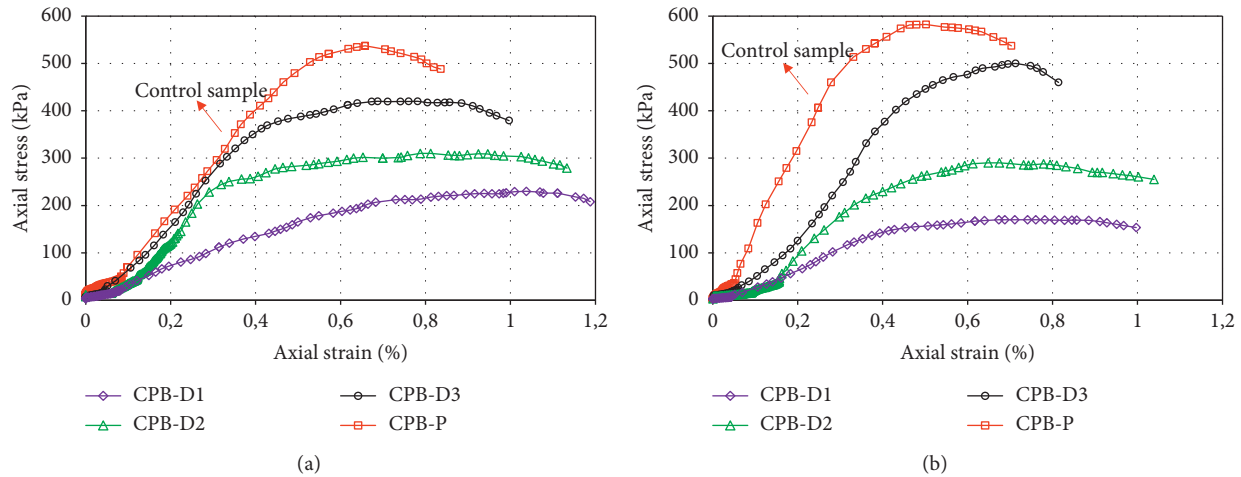 600
500
400
300
200
100
0
Axial stress (kPa)
Control sample
0 0,2 0,4 0,6 0,8 1 1,2
Axial strain (%)
CPB-D1
CPB-D2
CPB-D3
CPB-P
(a)
600
500
400
300
200
100
0
Axial stress (kPa)
Control sample
0 0,2 0,4 0,6 0,8 1 1,2
Axial strain (%)
CPB-D1
CPB-D2
CPB-D3
CPB-P
(b)